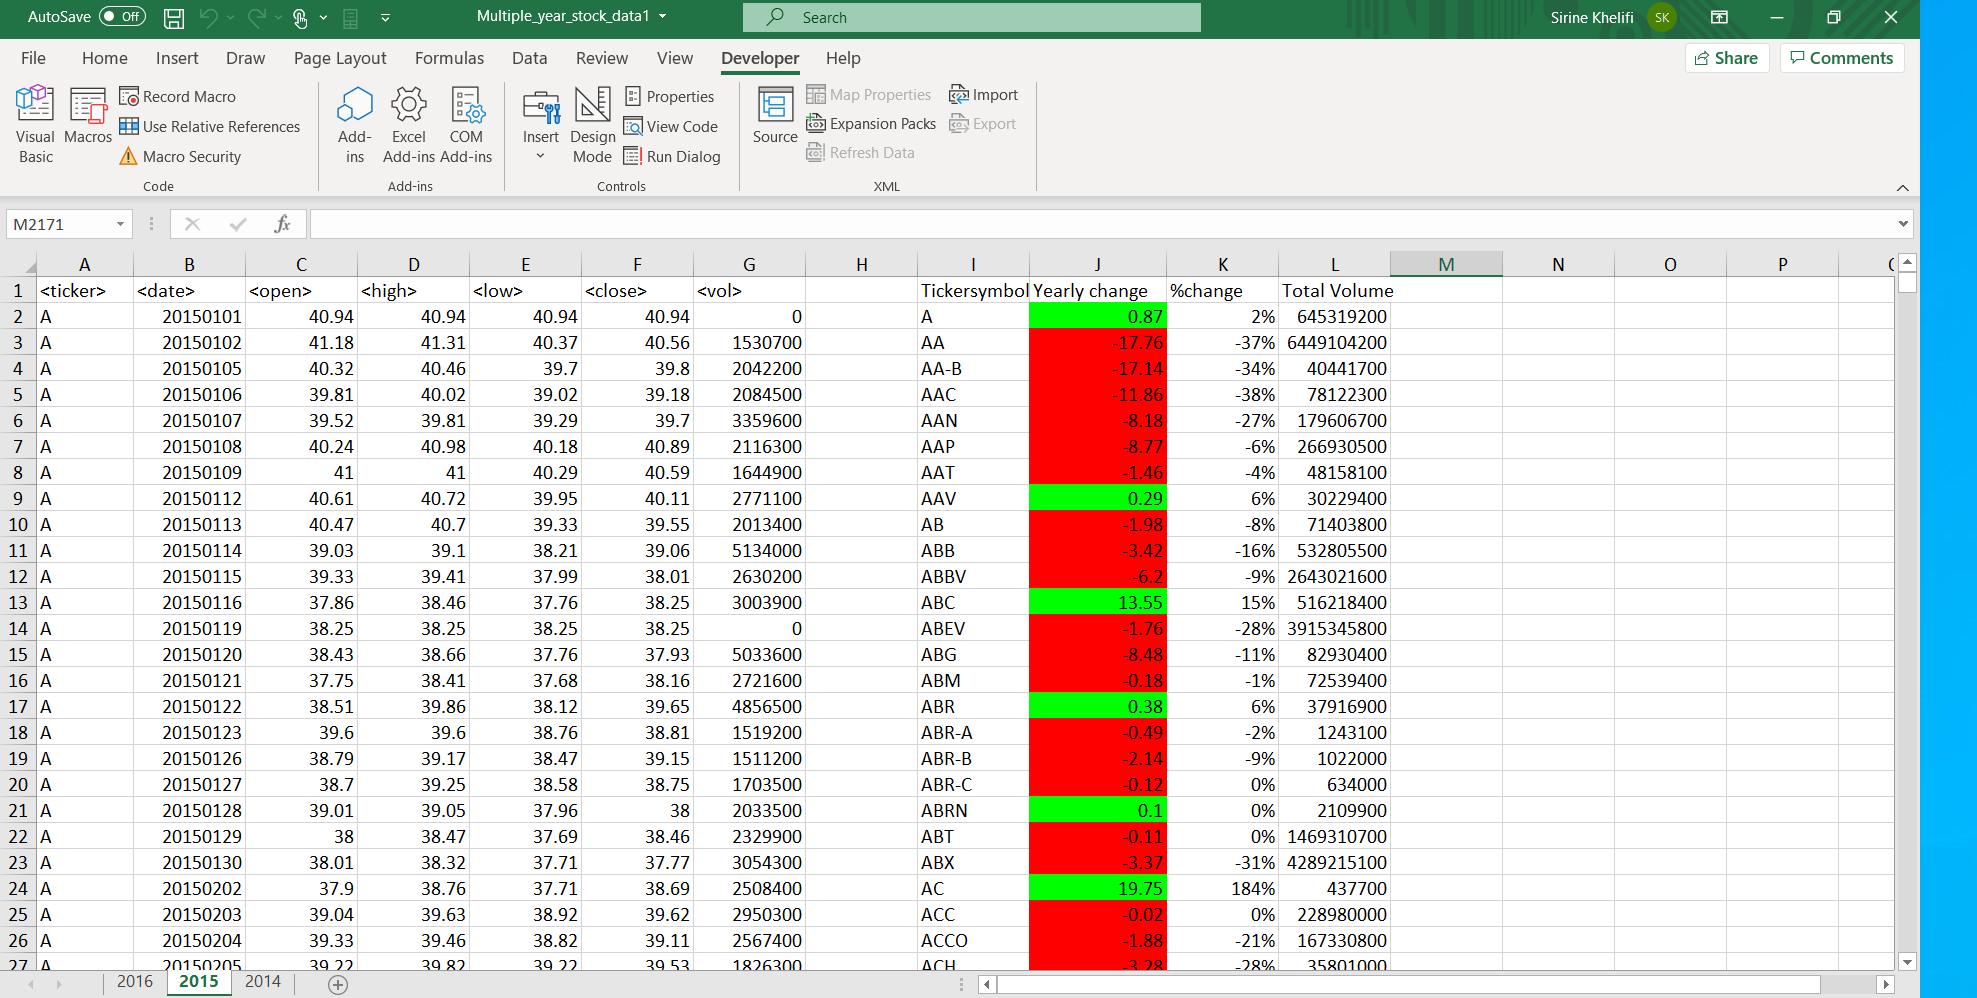 AutoSave Off Multiple_year_stock_data1 Search Sirine Khelifi SK
File Home Insert Draw Page Layout Formulas Data Review View Developer Help Share Comments
Visual Basic Macros Record Macro Use Relative References Macro Security
Add-ins Excel Add-ins COM Add-ins
Insert Design Mode Properties View Code Run Dialog
Source Map Properties Expansion Packs Refresh Data Import Export
Code Add-ins Controls XML
M2171 fx
A B C D E F G H I J K L M N O P
1 <ticker> <date> <open> <high> <low> <close> <vol> Tickersymbol Yearly change %change Total Volume
2 A 20150101 40.94 40.94 40.94 40.94 0 A 0.87 2% 645319200
3 A 20150102 41.18 41.31 40.37 40.56 1530700 AA -17.76 -37% 6449104200
4 A 20150105 40.32 40.46 39.7 39.8 2042200 AA-B -17.14 -34% 40441700
5 A 20150106 39.81 40.02 39.02 39.18 2084500 AAC -11.86 -38% 78122300
6 A 20150107 39.52 39.81 39.29 39.7 3359600 AAN -8.18 -27% 179606700
7 A 20150108 40.24 40.98 40.18 40.89 2116300 AAP -8.77 -6% 266930500
8 A 20150109 41 41 40.29 40.59 1644900 AAT -1.46 -4% 48158100
9 A 20150112 40.61 40.72 39.95 40.11 2771100 AAV 0.29 6% 30229400
10 A 20150113 40.47 40.7 39.33 39.55 2013400 AB -1.98 -8% 71403800
11 A 20150114 39.03 39.1 38.21 39.06 5134000 ABB -3.42 -16% 532805500
12 A 20150115 39.33 39.41 37.99 38.01 2630200 ABBV -6.2 -9% 2643021600
13 A 20150116 37.86 38.46 37.76 38.25 3003900 ABC 13.55 15% 516218400
14 A 20150119 38.25 38.25 38.25 38.25 0 ABEV -1.76 -28% 3915345800
15 A 20150120 38.43 38.66 37.76 37.93 5033600 ABG -8.48 -11% 82930400
16 A 20150121 37.75 38.41 37.68 38.16 2721600 ABM -0.18 -1% 72539400
17 A 20150122 38.51 39.86 38.12 39.65 4856500 ABR 0.38 6% 37916900
18 A 20150123 39.6 39.6 38.76 38.81 1519200 ABR-A -0.49 -2% 1243100
19 A 20150126 38.79 39.17 38.47 39.15 1511200 ABR-B -2.14 -9% 1022000
20 A 20150127 38.7 39.25 38.58 38.75 1703500 ABR-C -0.12 0% 634000
21 A 20150128 39.01 39.05 37.96 38 2033500 ABRN 0.1 0% 2109900
22 A 20150129 38 38.47 37.69 38.46 2329900 ABT -0.11 0% 1469310700
23 A 20150130 38.01 38.32 37.71 37.77 3054300 ABX -3.37 -31% 4289215100
24 A 20150202 37.9 38.76 37.71 38.69 2508400 AC 19.75 184% 437700
25 A 20150203 39.04 39.63 38.92 39.62 2950300 ACC -0.02 0% 228980000
26 A 20150204 39.33 39.46 38.82 39.11 2567400 ACCO -1.88 -21% 167330800
27 A 20150205 39.22 39.82 39.22 39.53 1826300 ACH -3.28 -28% 35801000
2016 2015 2014